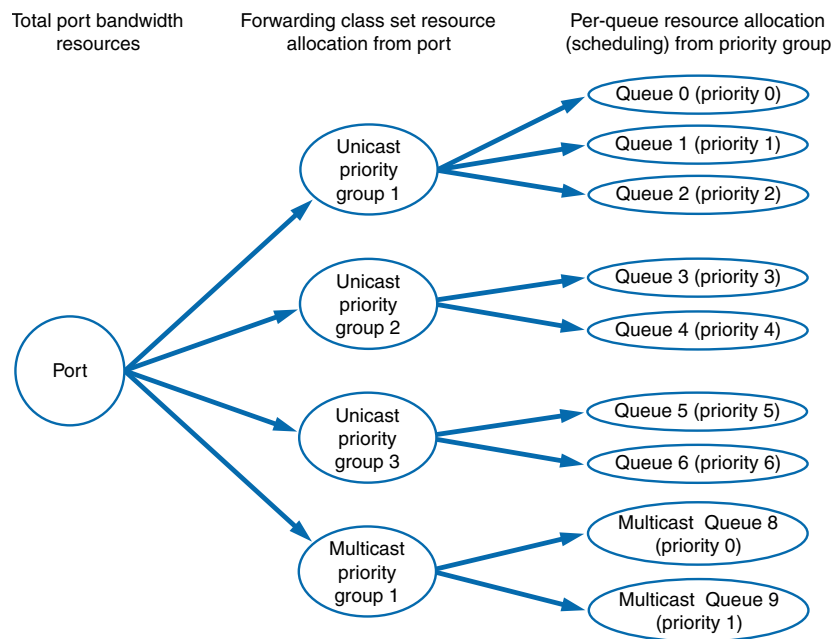 Total port bandwidth
resources
Forwarding class set resource
allocation from port
Per-queue resource allocation
(scheduling) from priority group
Port
Unicast
priority
group 1
Queue 0 (priority 0)
Queue 1 (priority 1)
Queue 2 (priority 2)
Unicast
priority
group 2
Queue 3 (priority 3)
Queue 4 (priority 4)
Unicast
priority
group 3
Queue 5 (priority 5)
Queue 6 (priority 6)
Multicast
priority
group 1
Multicast Queue 8
(priority 0)
Multicast Queue 9
(priority 1)